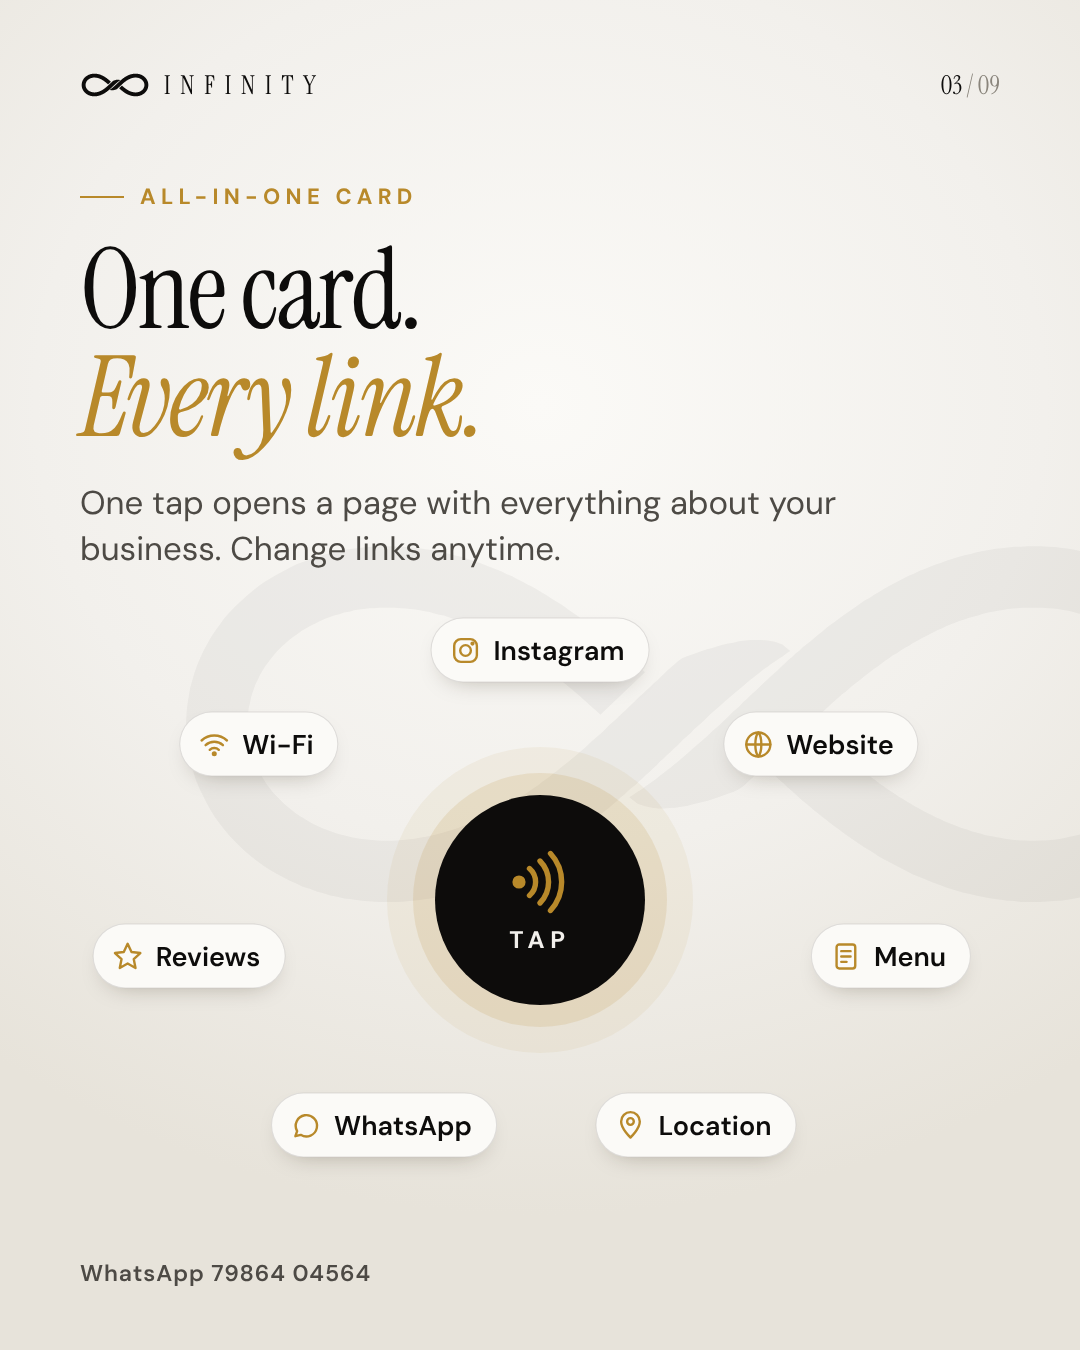 INFINITY
03 / 09
ALL-IN-ONE CARD
One card.
Every link.
One tap opens a page with everything about your
business. Change links anytime.
Instagram
Wi-Fi
Website
TAP
Reviews
Menu
WhatsApp
Location
WhatsApp 79864 04564